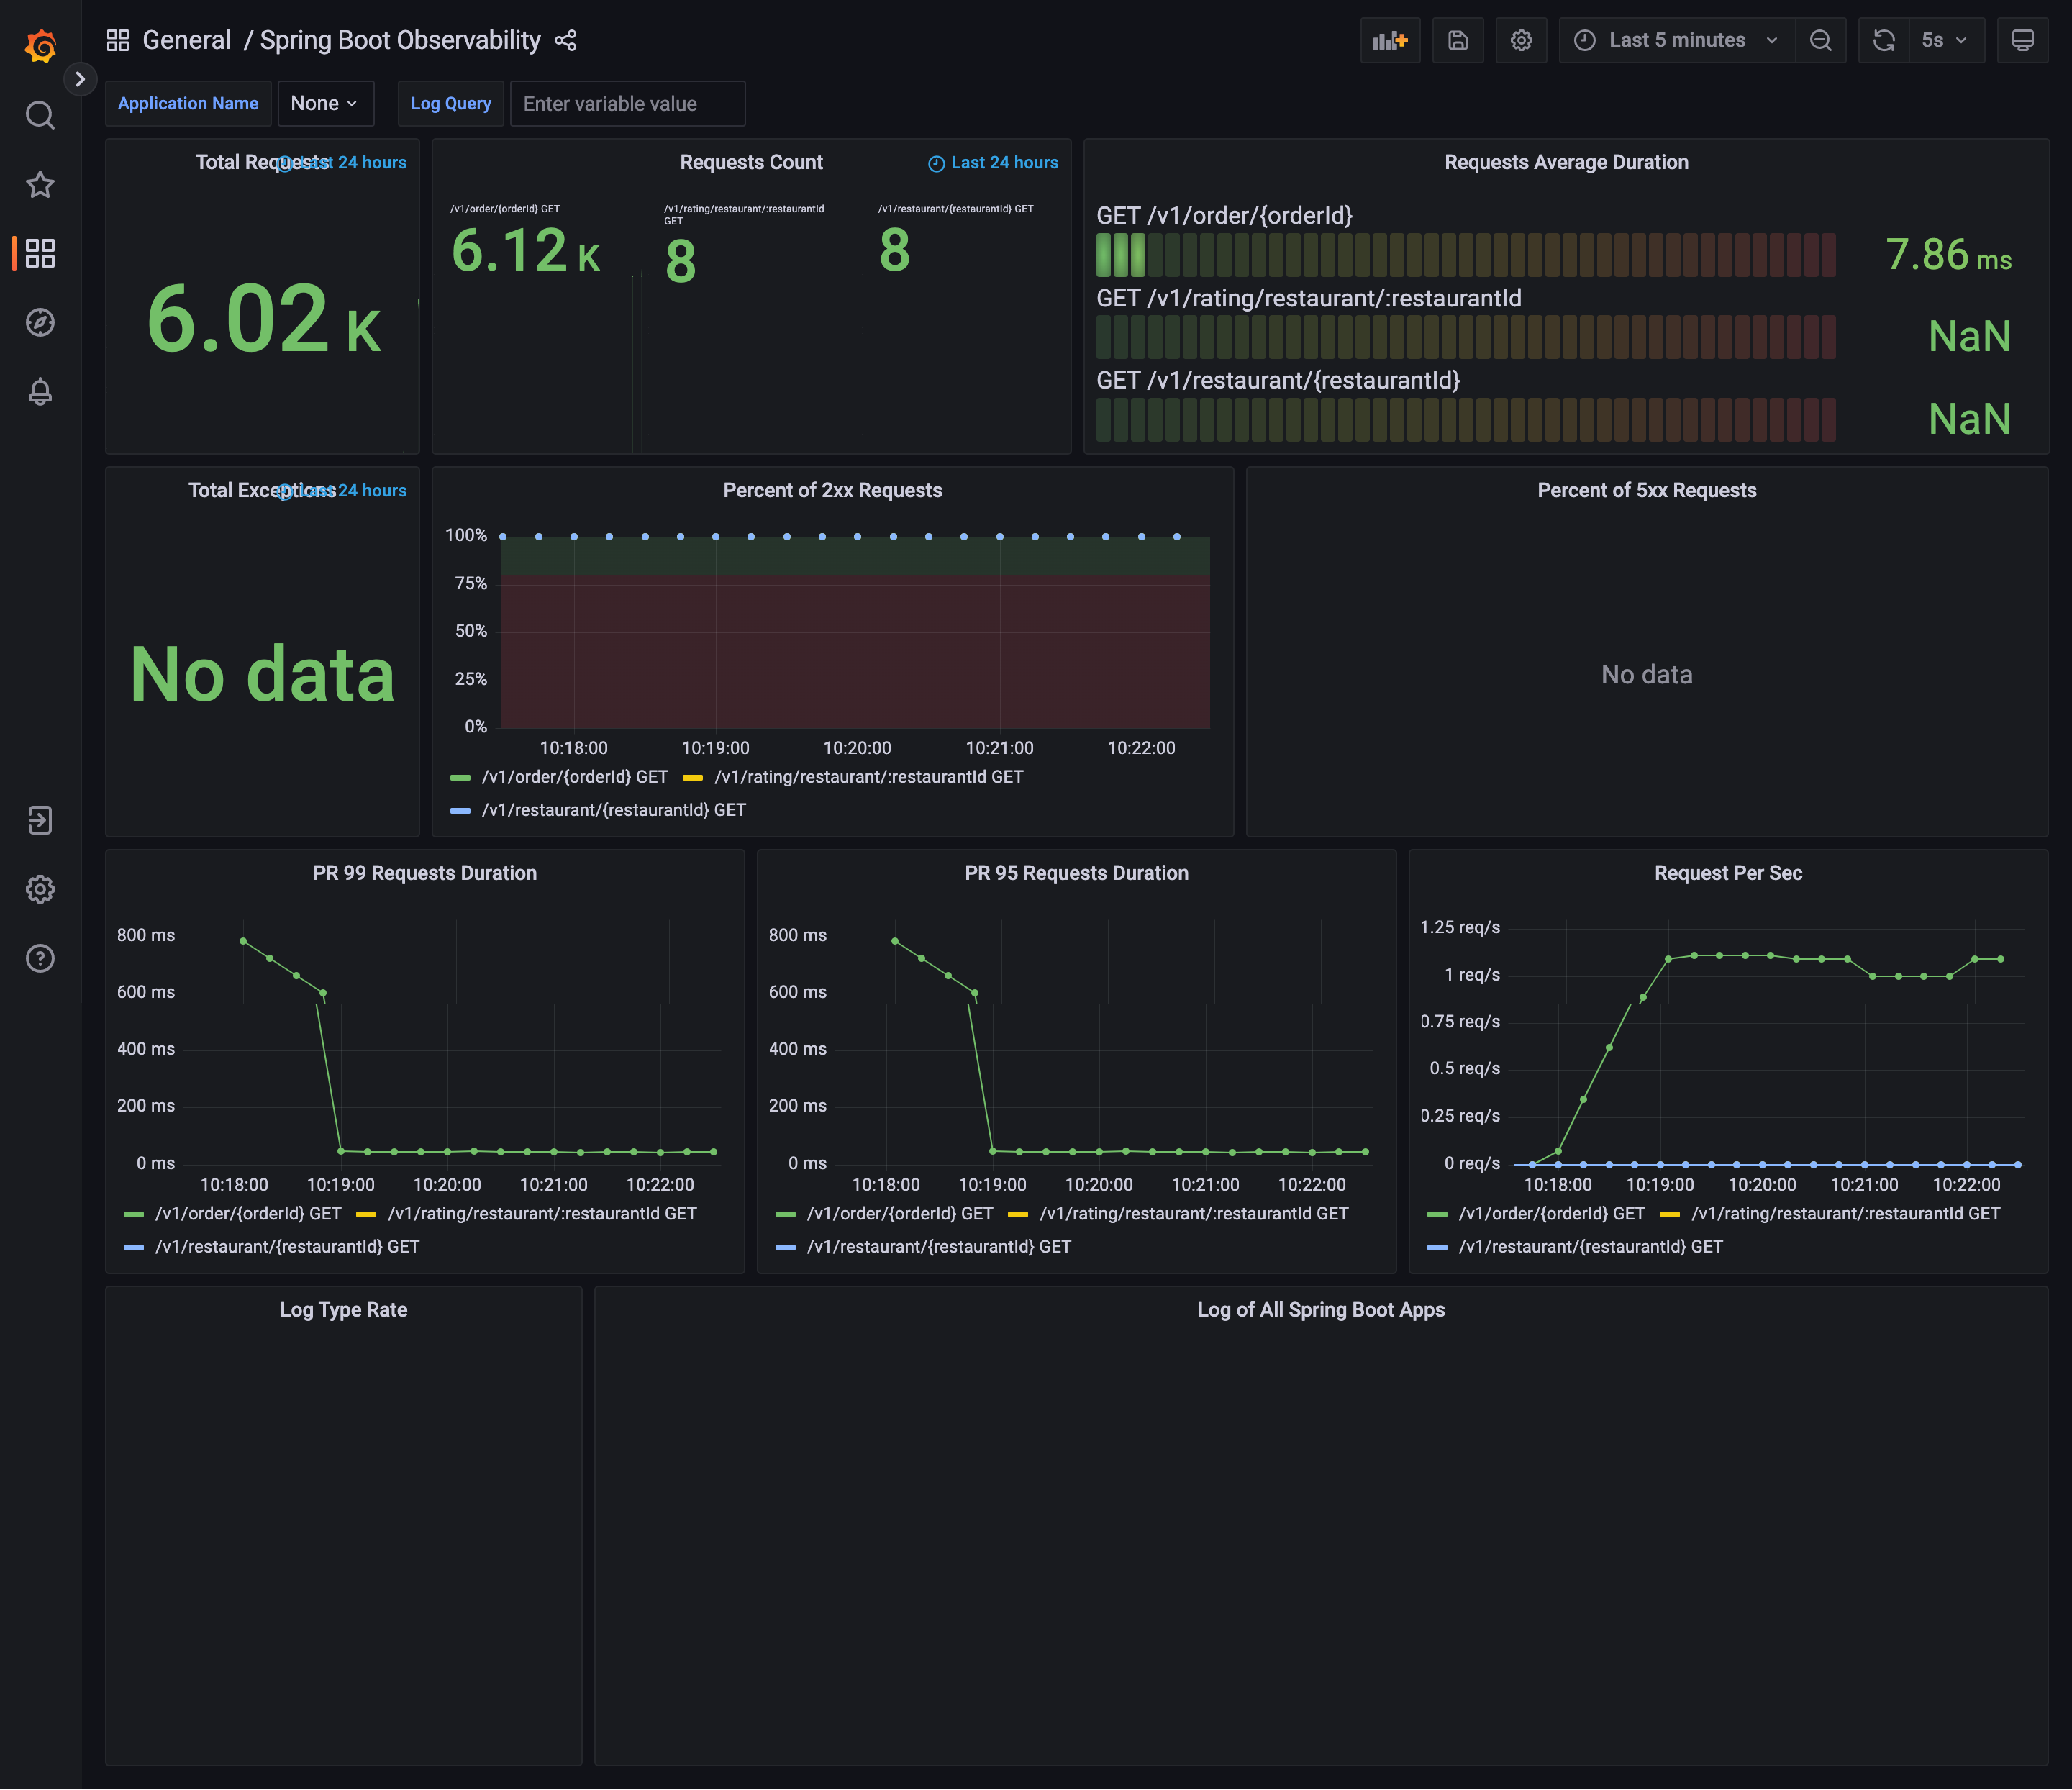 General / Spring Boot Observability
Last 5 minutes
5s
Application Name
None
Log Query
Enter variable value
Total Requests
Last 24 hours
6.02 K
Requests Count
Last 24 hours
/v1/order/{orderId} GET
6.12 K
/v1/rating/restaurant/:restaurantId
GET
8
/v1/restaurant/{restaurantId} GET
8
Requests Average Duration
GET /v1/order/{orderId}
7.86 ms
GET /v1/rating/restaurant/:restaurantId
NaN
GET /v1/restaurant/{restaurantId}
NaN
Total Exceptions
Last 24 hours
No data
Percent of 2xx Requests
100%
75%
50%
25%
0%
10:18:00 10:19:00 10:20:00 10:21:00 10:22:00
/v1/order/{orderId} GET /v1/rating/restaurant/:restaurantId GET
/v1/restaurant/{restaurantId} GET
Percent of 5xx Requests
No data
PR 99 Requests Duration
800 ms
600 ms
400 ms
200 ms
0 ms
10:18:00 10:19:00 10:20:00 10:21:00 10:22:00
/v1/order/{orderId} GET /v1/rating/restaurant/:restaurantId GET
/v1/restaurant/{restaurantId} GET
PR 95 Requests Duration
800 ms
600 ms
400 ms
200 ms
0 ms
10:18:00 10:19:00 10:20:00 10:21:00 10:22:00
/v1/order/{orderId} GET /v1/rating/restaurant/:restaurantId GET
/v1/restaurant/{restaurantId} GET
Request Per Sec
1.25 req/s
1 req/s
0.75 req/s
0.5 req/s
0.25 req/s
0 req/s
10:18:00 10:19:00 10:20:00 10:21:00 10:22:00
/v1/order/{orderId} GET /v1/rating/restaurant/:restaurantId GET
/v1/restaurant/{restaurantId} GET
Log Type Rate
Log of All Spring Boot Apps